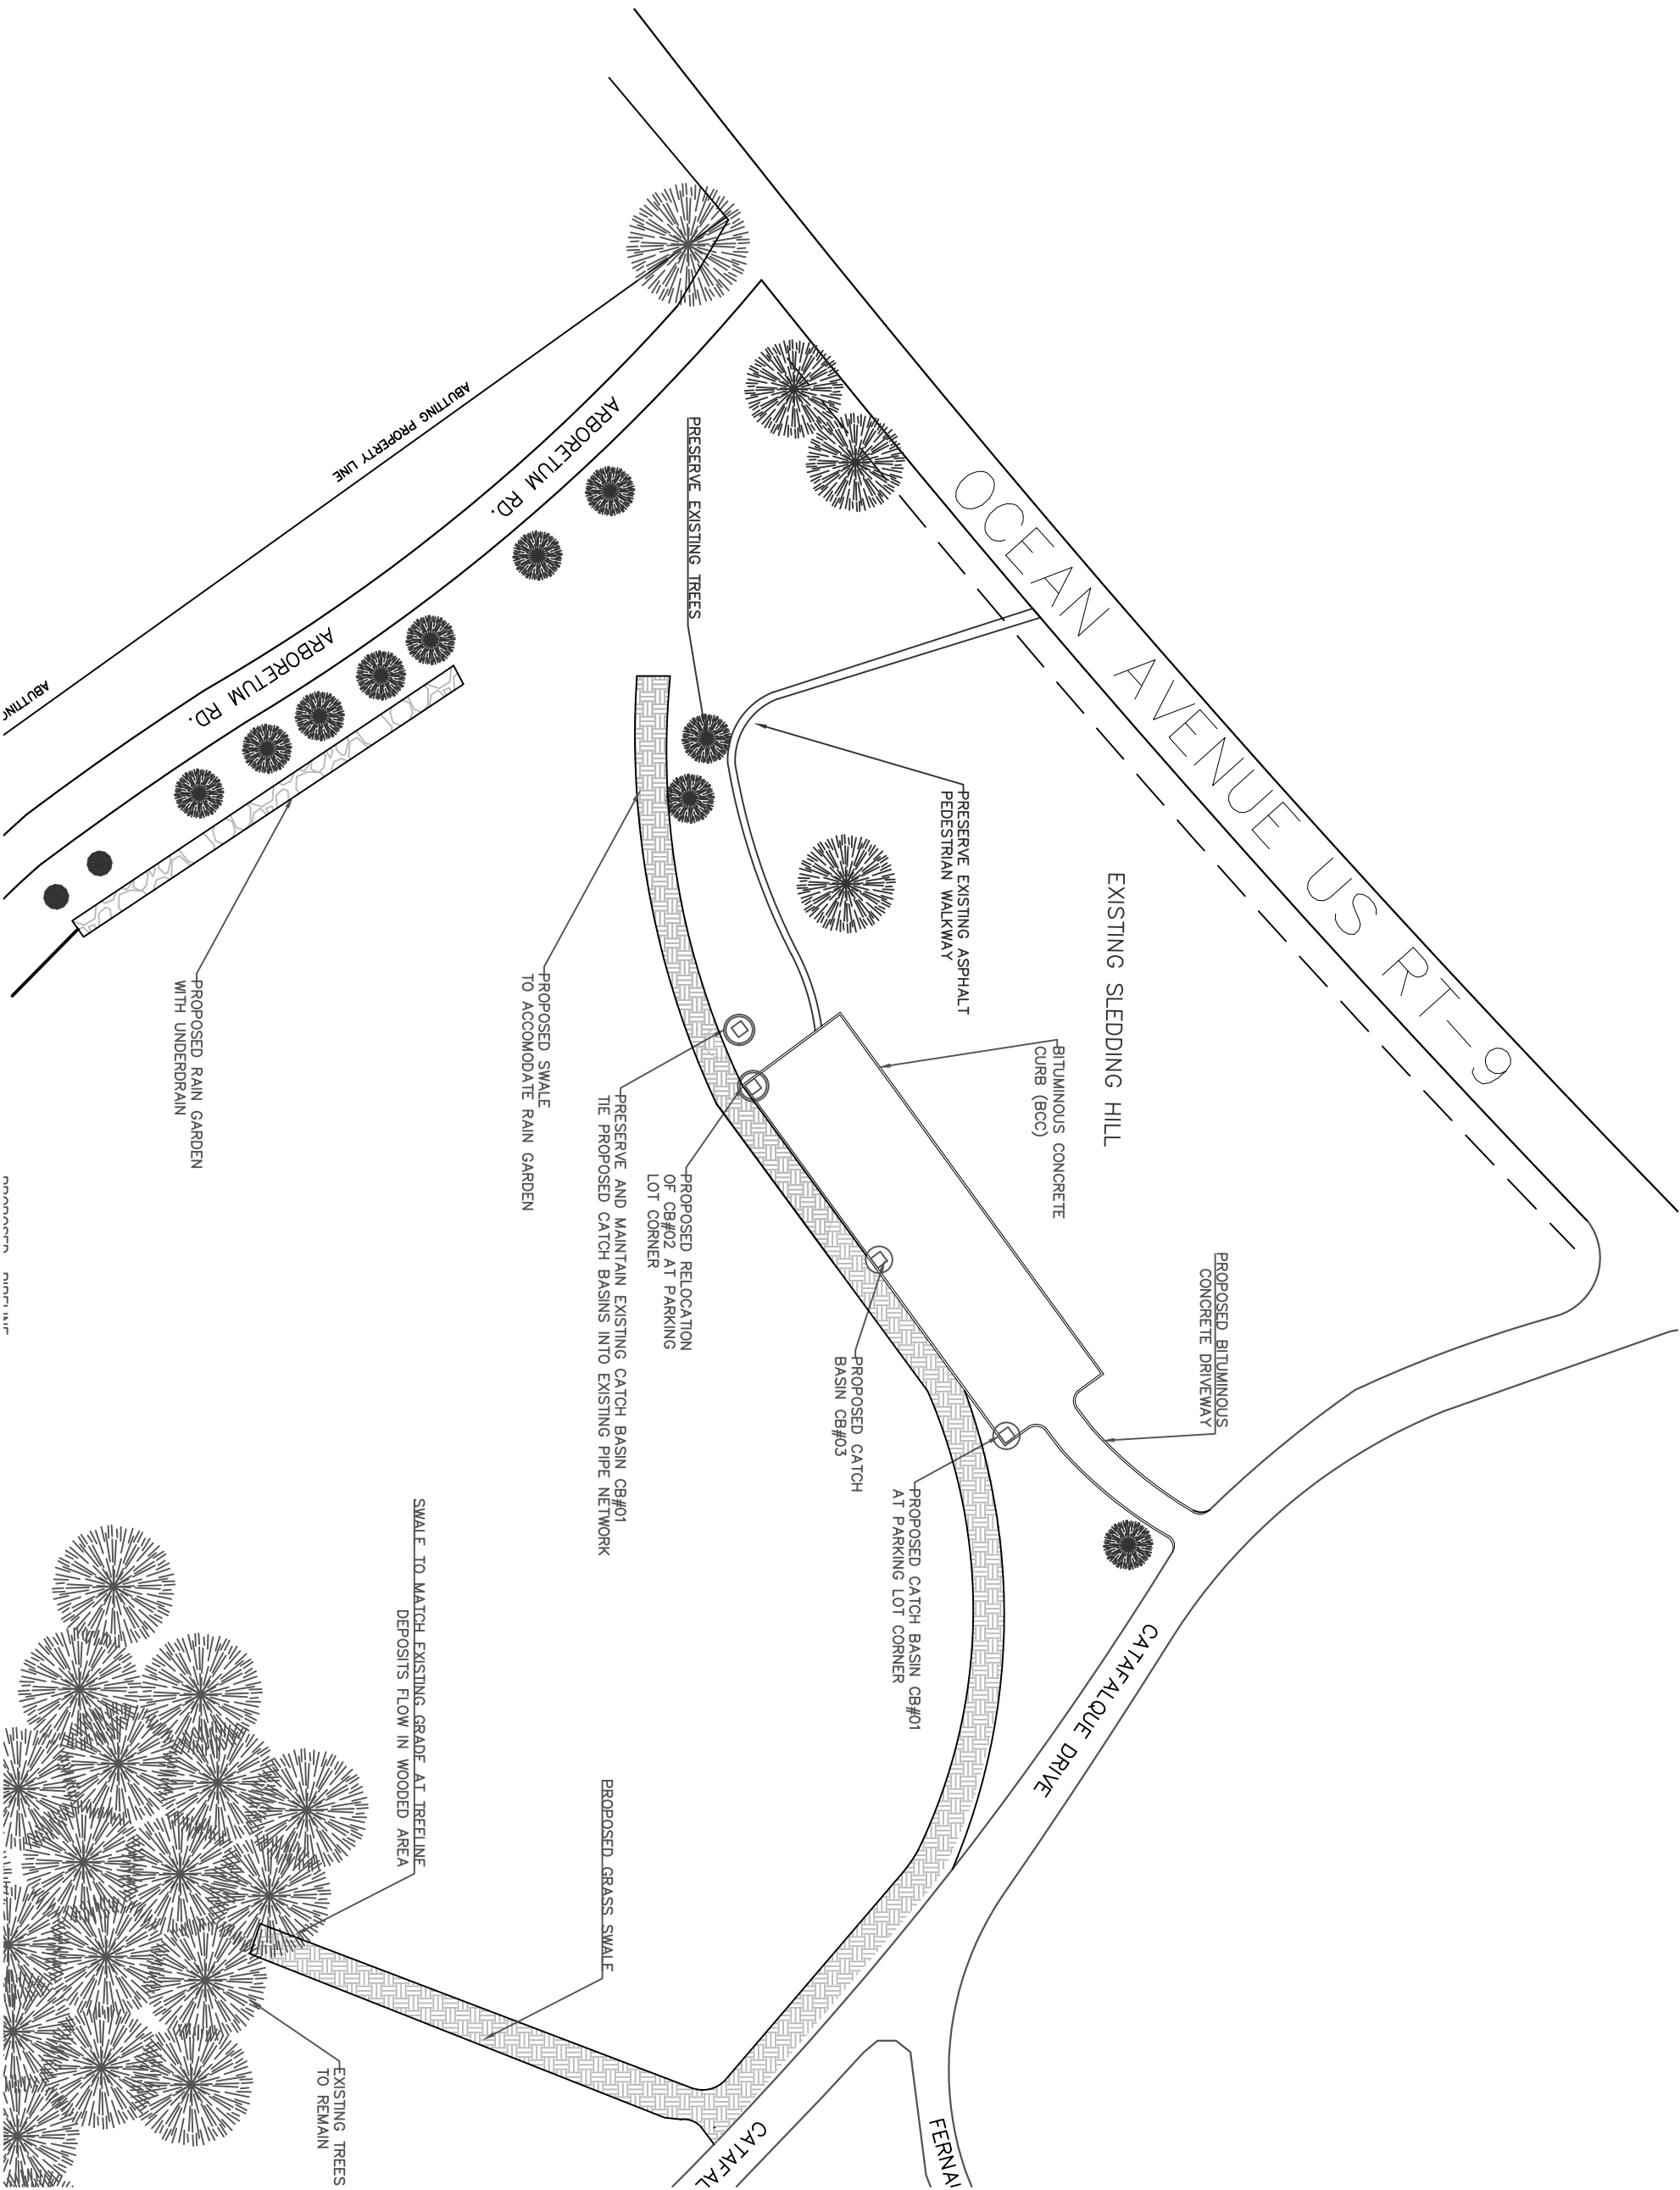 OCEAN AVENUE US RT-9
EXISTING SLEDDING HILL
PROPOSED BITUMINOUS
CONCRETE DRIVEWAY
BITUMINOUS CONCRETE
CURB (BCC)
PRESERVE EXISTING ASPHALT
PEDESTRIAN WALKWAY
PRESERVE EXISTING TREES
ARBORETUM RD.
ARBORETUM RD.
ABUTTING PROPERTY LINE
ABUTTING
PROPOSED CATCH BASIN CB#01
AT PARKING LOT CORNER
PROPOSED CATCH
BASIN CB#03
PROPOSED RELOCATION
OF CB#02 AT PARKING
LOT CORNER
PRESERVE AND MAINTAIN EXISTING CATCH BASIN CB#01
TIE PROPOSED CATCH BASINS INTO EXISTING PIPE NETWORK
PROPOSED SWALE
TO ACCOMODATE RAIN GARDEN
PROPOSED RAIN GARDEN
WITH UNDERDRAIN
CATAFALQUE DRIVE
CATAFAL
FERNA
PROPOSED GRASS SWALE
SWALE TO MATCH EXISTING GRADE AT TREELINE
DEPOSITS FLOW IN WOODED AREA
EXISTING TREES
TO REMAIN
PROPOSED PIPELINE